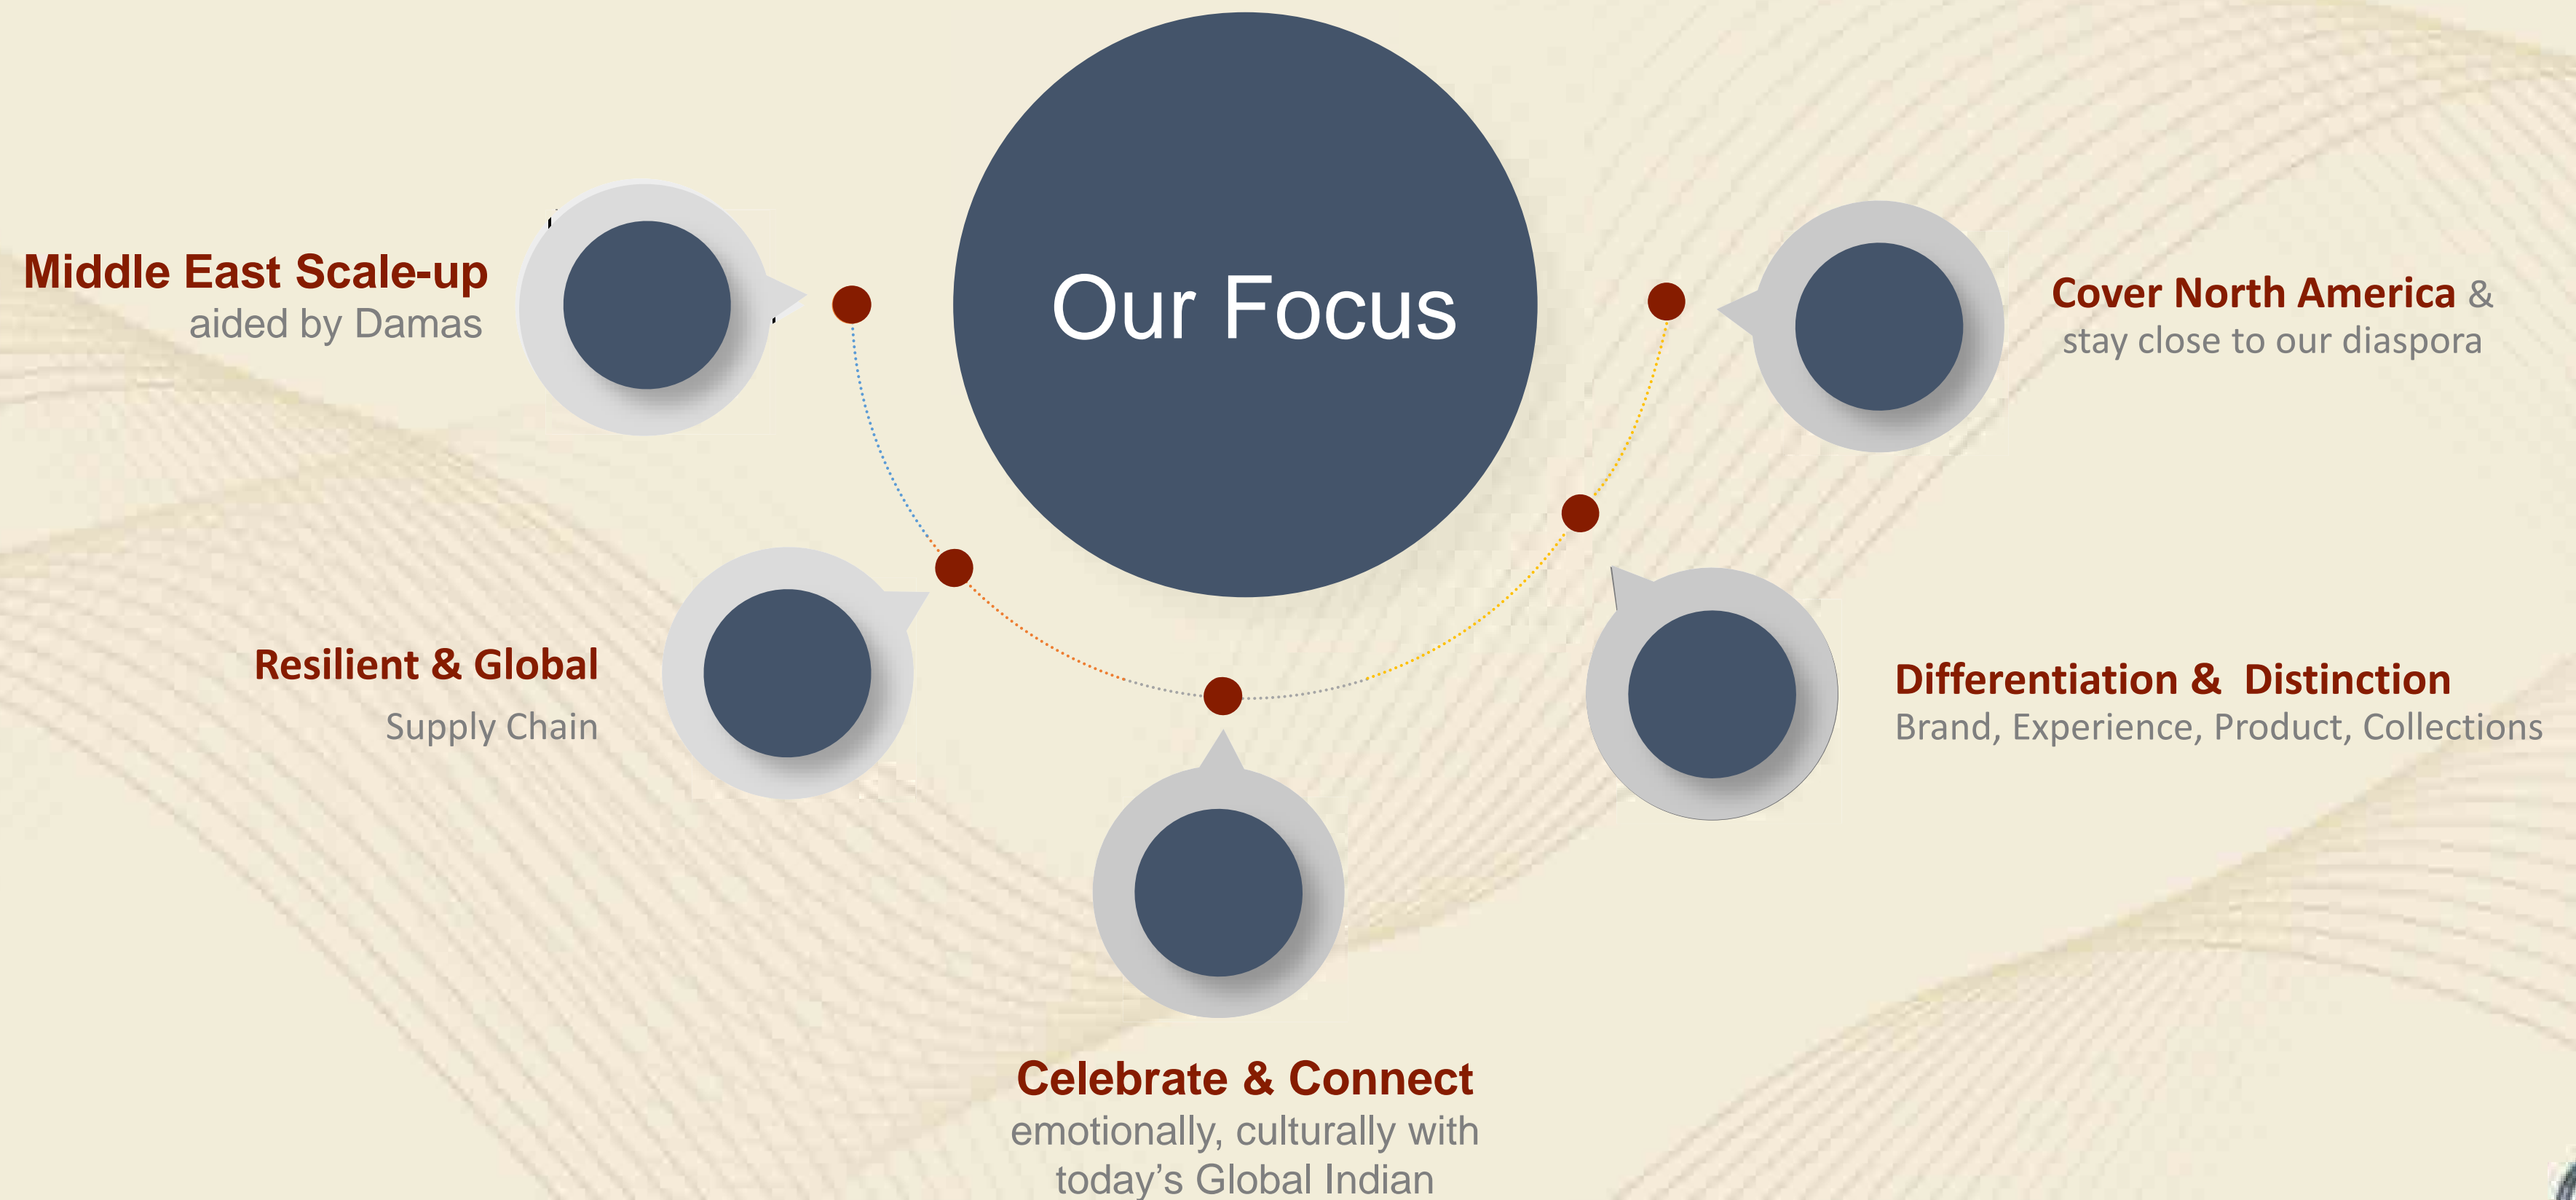 Our Focus
Middle East Scale-up
aided by Damas
Cover North America &
stay close to our diaspora
Resilient & Global
Supply Chain
Differentiation &  Distinction
Brand, Experience, Product, Collections
Celebrate & Connect
emotionally, culturally with
today’s Global Indian